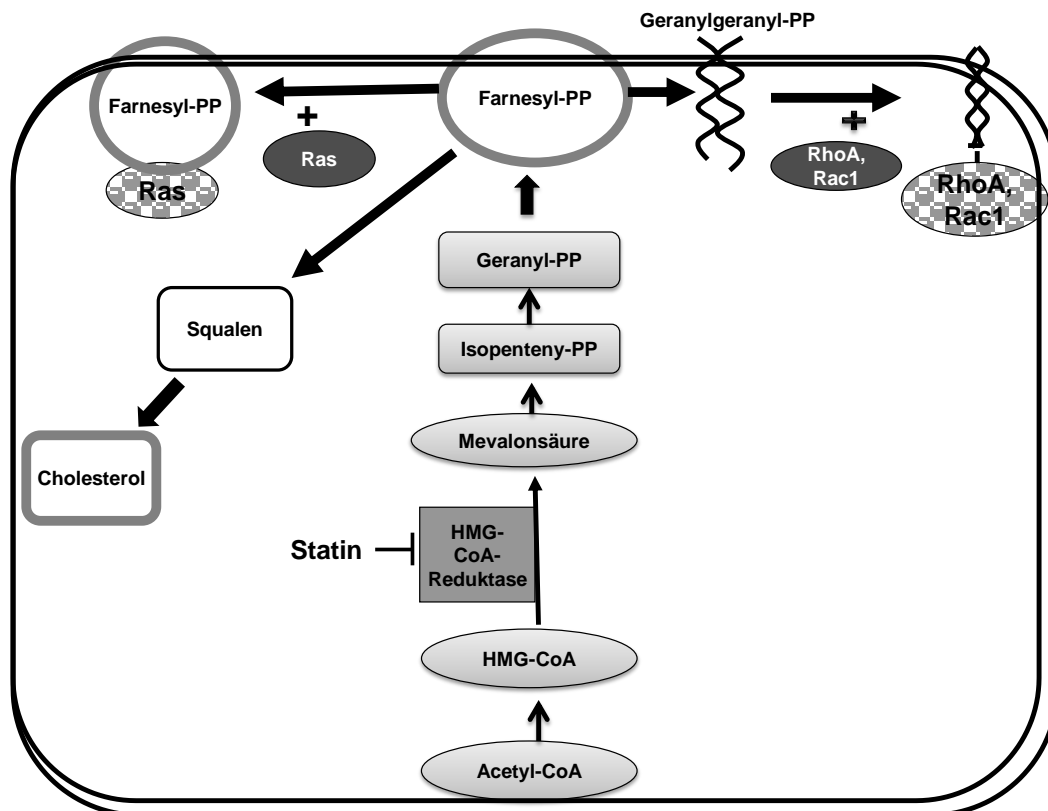 Geranylgeranyl-PP
Farnesyl-PP
+
Ras
Ras
Farnesyl-PP
+
RhoA,
Rac1
RhoA,
Rac1
Geranyl-PP
Squalen
Isopenteny-PP
Mevalonsäure
Cholesterol
Statin
HMG-
CoA-
Reduktase
HMG-CoA
Acetyl-CoA